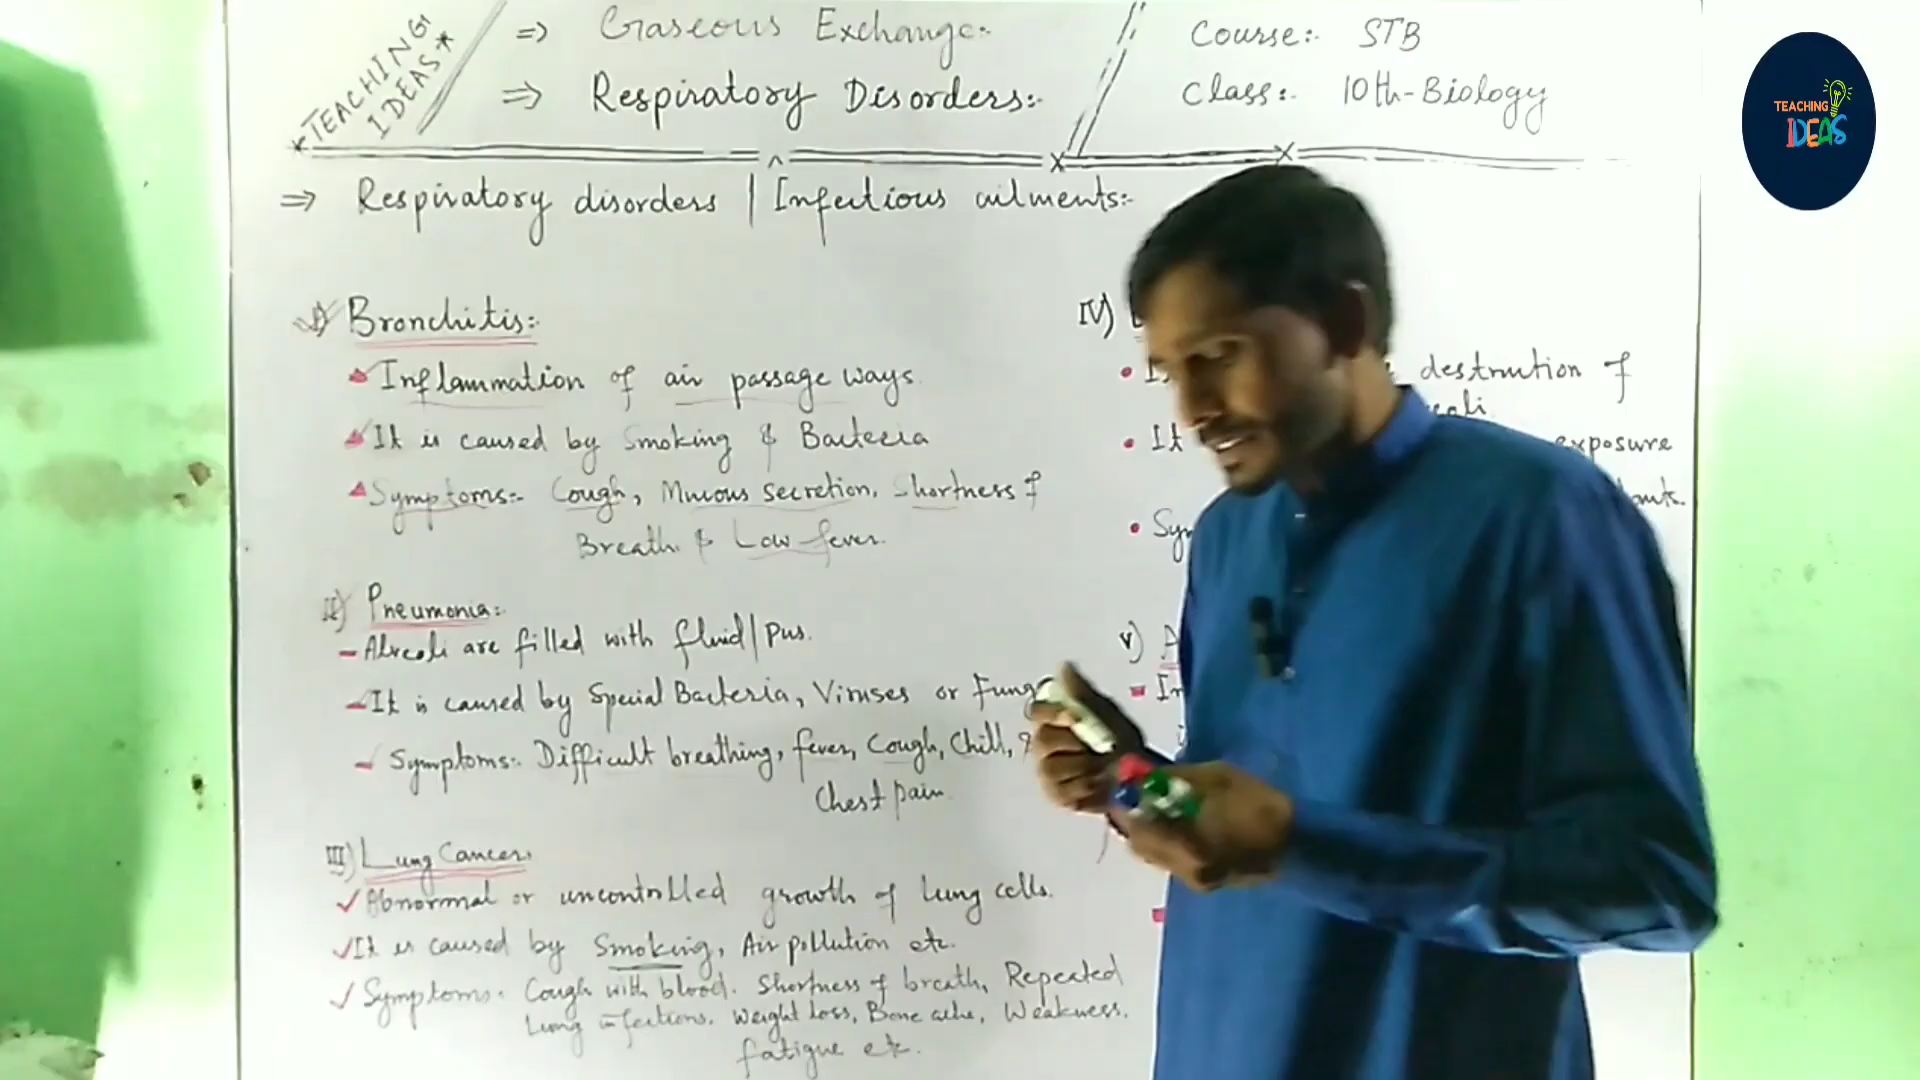 *TEACHING
IDEAS*
⇒ Gaseous Exchange:-
⇒ Respiratory Disorders:-
Course:- STB
Class:- 10th-Biology
TEACHING
IDEAS
⇒ Respiratory disorders | Infectious ailments:-
I) Bronchitis:-
Inflammation of air passage ways
It is caused by Smoking & Bacteria
Symptoms:- Cough, Mucous secretion, Shortness of
Breath & Low fever.
II) Pneumonia:-
- Alveoli are filled with fluid/Pus.
- It is caused by Special Bacteria, Viruses or Fung
- Symptoms:- Difficult breathing, fever, Cough, Chill, &
Chest pain.
III) Lung Cancer:
✓ Abnormal or uncontrolled growth of lung cells.
✓ It is caused by Smoking, Air pollution etc.
✓ Symptoms:- Cough with blood. Shortness of breath, Repeated
Lung infections. Weight loss, Bone ache, Weakness.
fatigue etc.
IV)
• destruction of
• It exposure
• Sy
V) A
In